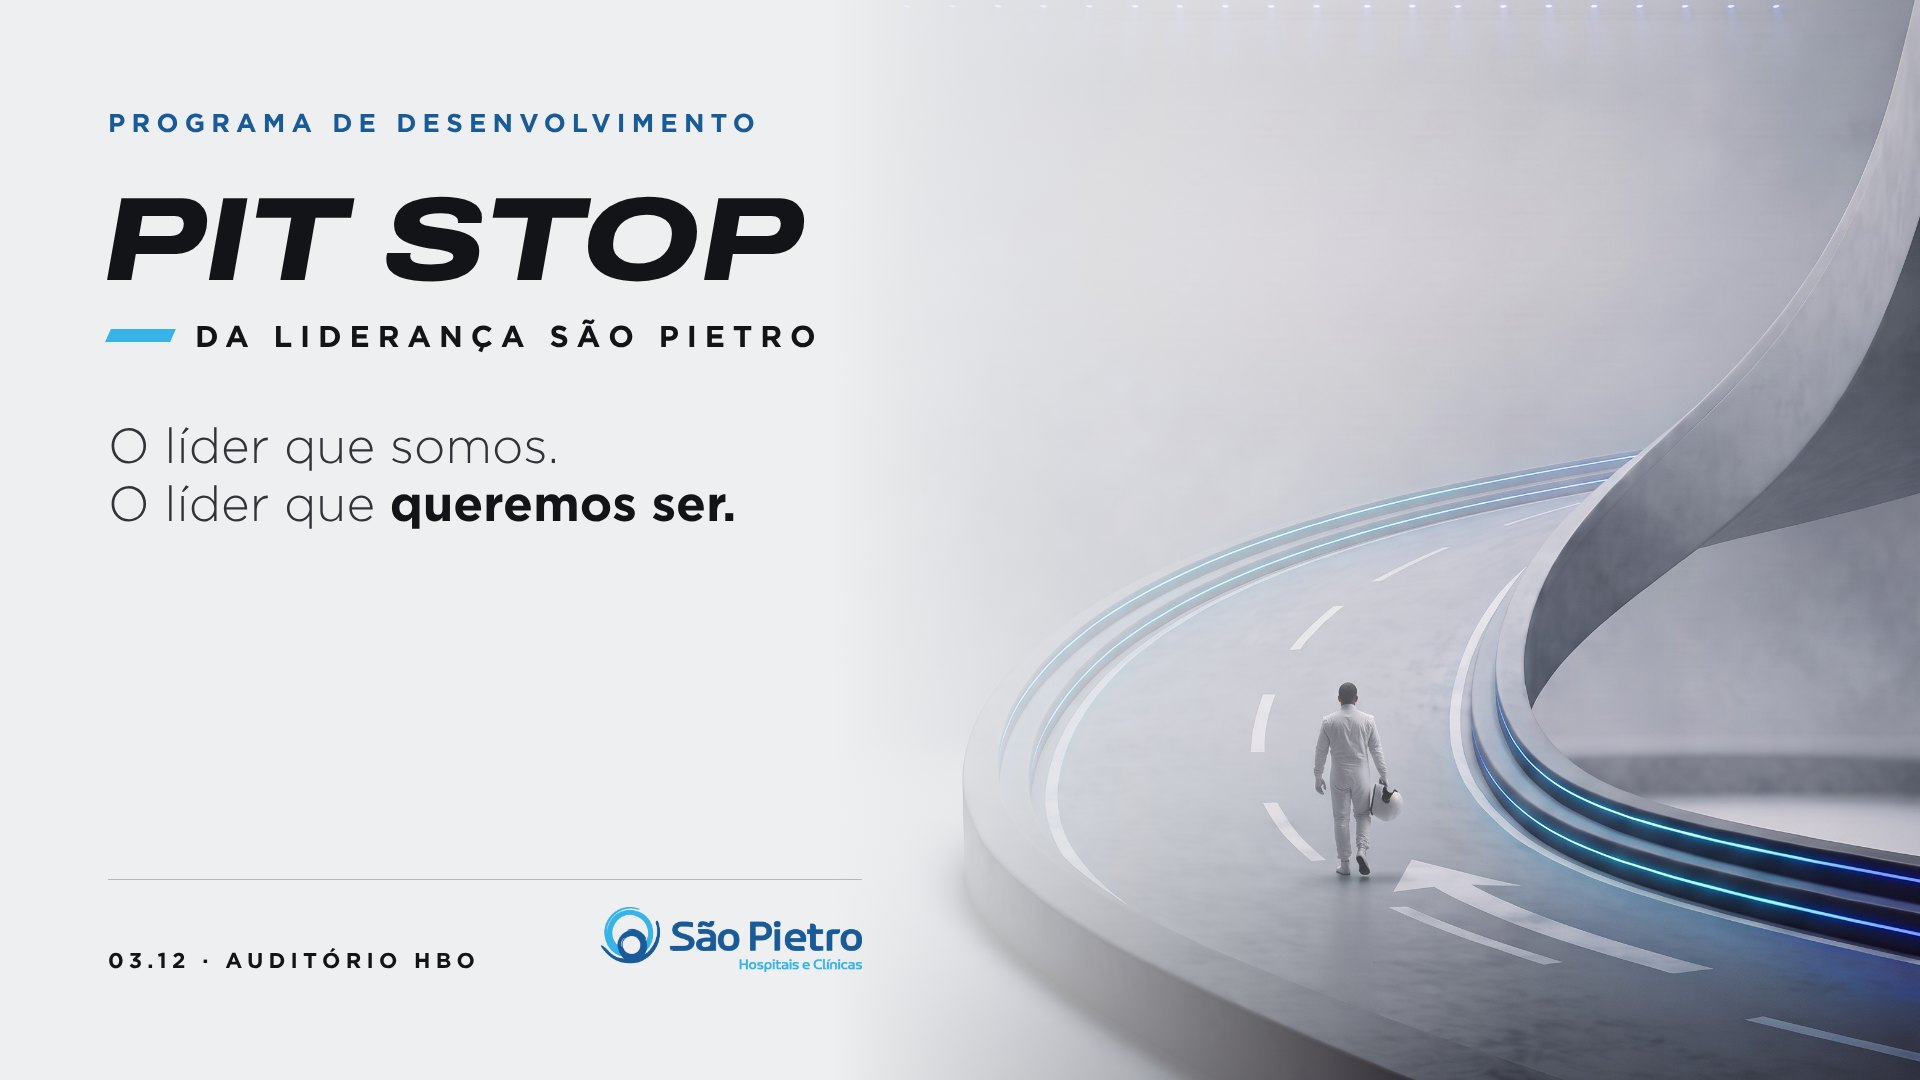 PROGRAMA DE DESENVOLVIMENTO
PIT STOP
DA LIDERANÇA SÃO PIETRO
O líder que somos.
O líder que queremos ser.
03.12 · AUDITÓRIO HBO
São Pietro
Hospitais e Clínicas